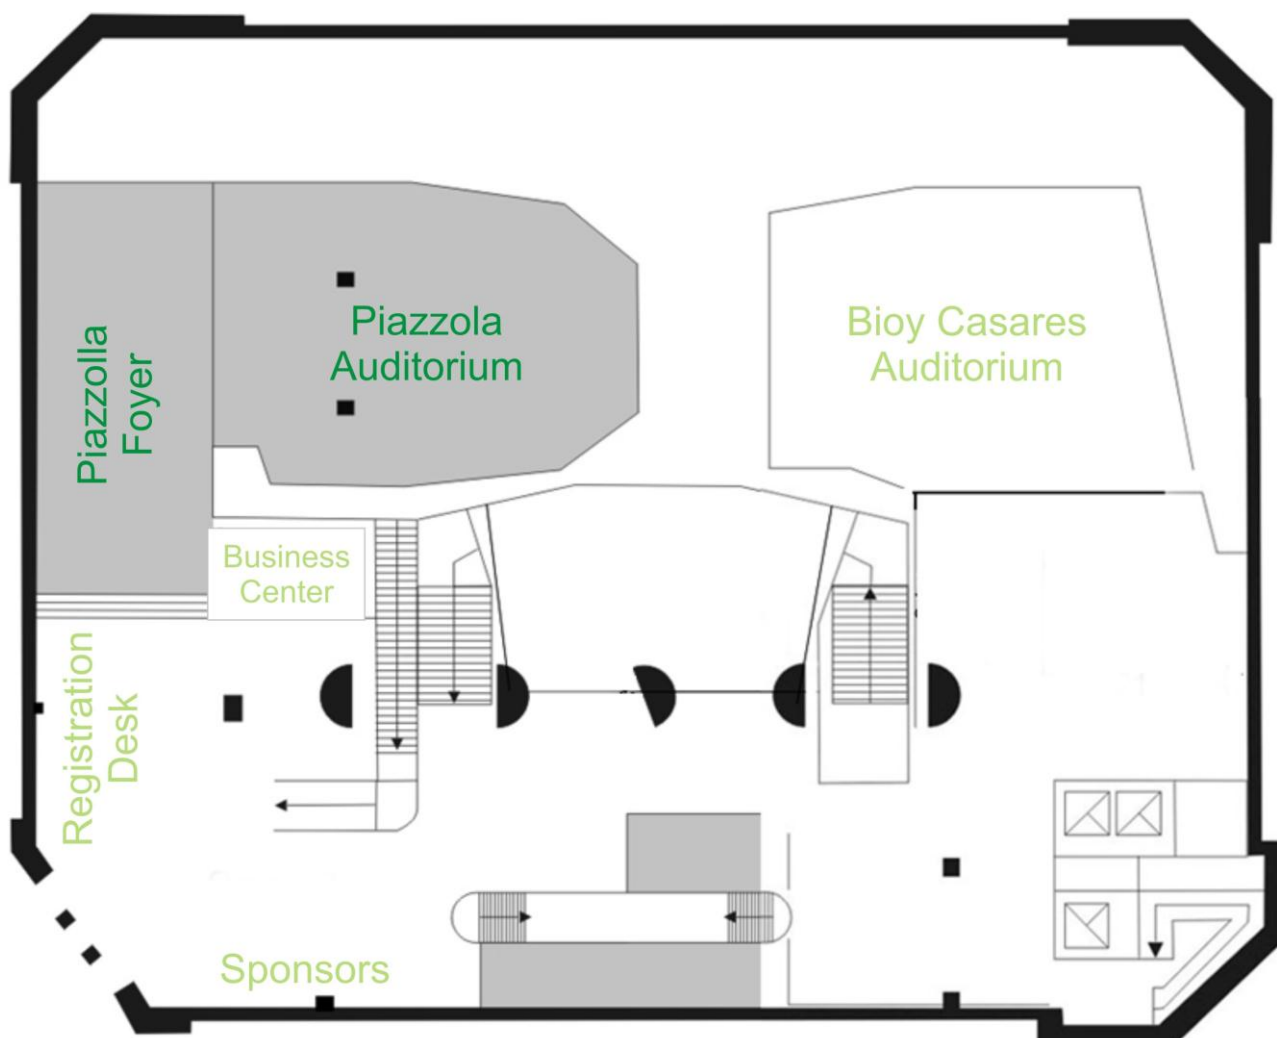 Piazzolla
Foyer
Piazzola
Auditorium
Bioy Casares
Auditorium
Business
Center
Registration
Desk
Sponsors